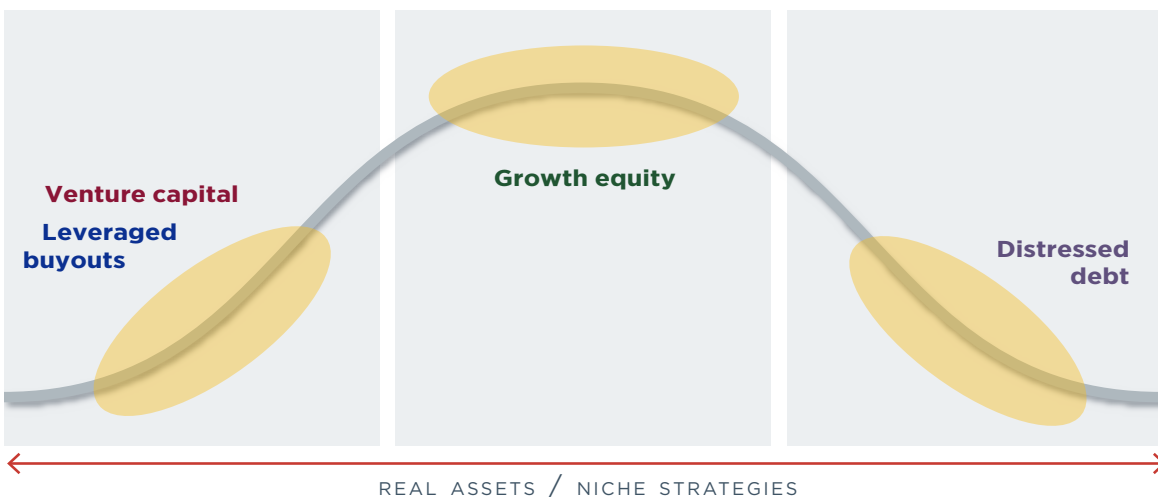 Venture capital
Leveraged
buyouts
Growth equity
Distressed
debt
REAL ASSETS / NICHE STRATEGIES